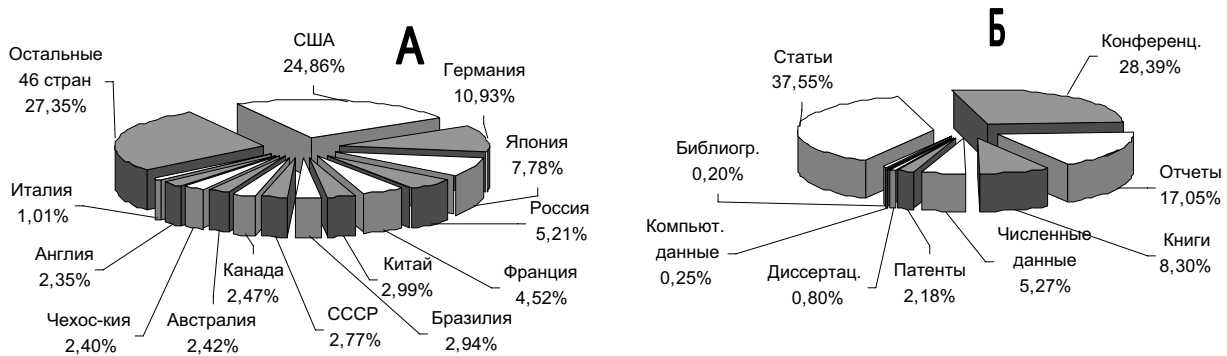 А
США
24,86%
Германия
10,93%
Япония
7,78%
Россия
5,21%
Франция
4,52%
Бразилия
2,94%
Китай
2,99%
СССР
2,77%
Канада
2,47%
Австралия
2,42%
Чехос-кия
2,40%
Англия
2,35%
Италия
1,01%
Остальные
46 стран
27,35%
Б
Конференц.
28,39%
Отчеты
17,05%
Книги
8,30%
Численные
данные
5,27%
Патенты
2,18%
Диссертац.
0,80%
Компьют.
данные
0,25%
Библиогр.
0,20%
Статьи
37,55%